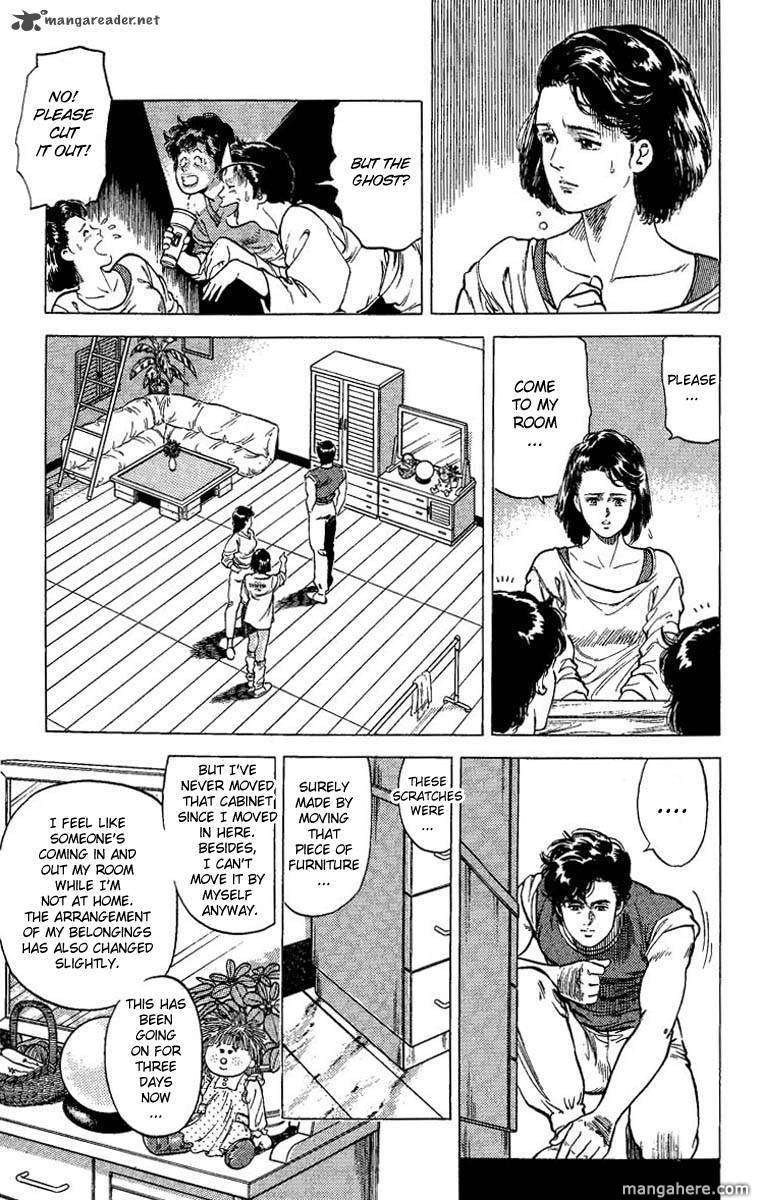 mangareader.net
BUT THE
GHOST?
NO!
PLEASE
CUT
IT OUT!
PLEASE
...
COME
TO MY
ROOM
...
....
THESE
SCRATCHES
WERE
...
SURELY
MADE BY
MOVING
THAT
PIECE OF
FURNITURE
...
BUT I'VE
NEVER MOVED
THAT CABINET
SINCE I MOVED
IN HERE.
BESIDES,
I CAN'T
MOVE IT BY
MYSELF
ANYWAY.
I FEEL LIKE
SOMEONE'S
COMING IN AND
OUT MY ROOM
WHILE I'M
NOT AT HOME.
THE ARRANGEMENT
OF MY BELONGINGS
HAS ALSO CHANGED
SLIGHTLY.
THIS HAS
BEEN
GOING
ON FOR
THREE
DAYS
NOW
...
mangahere.com